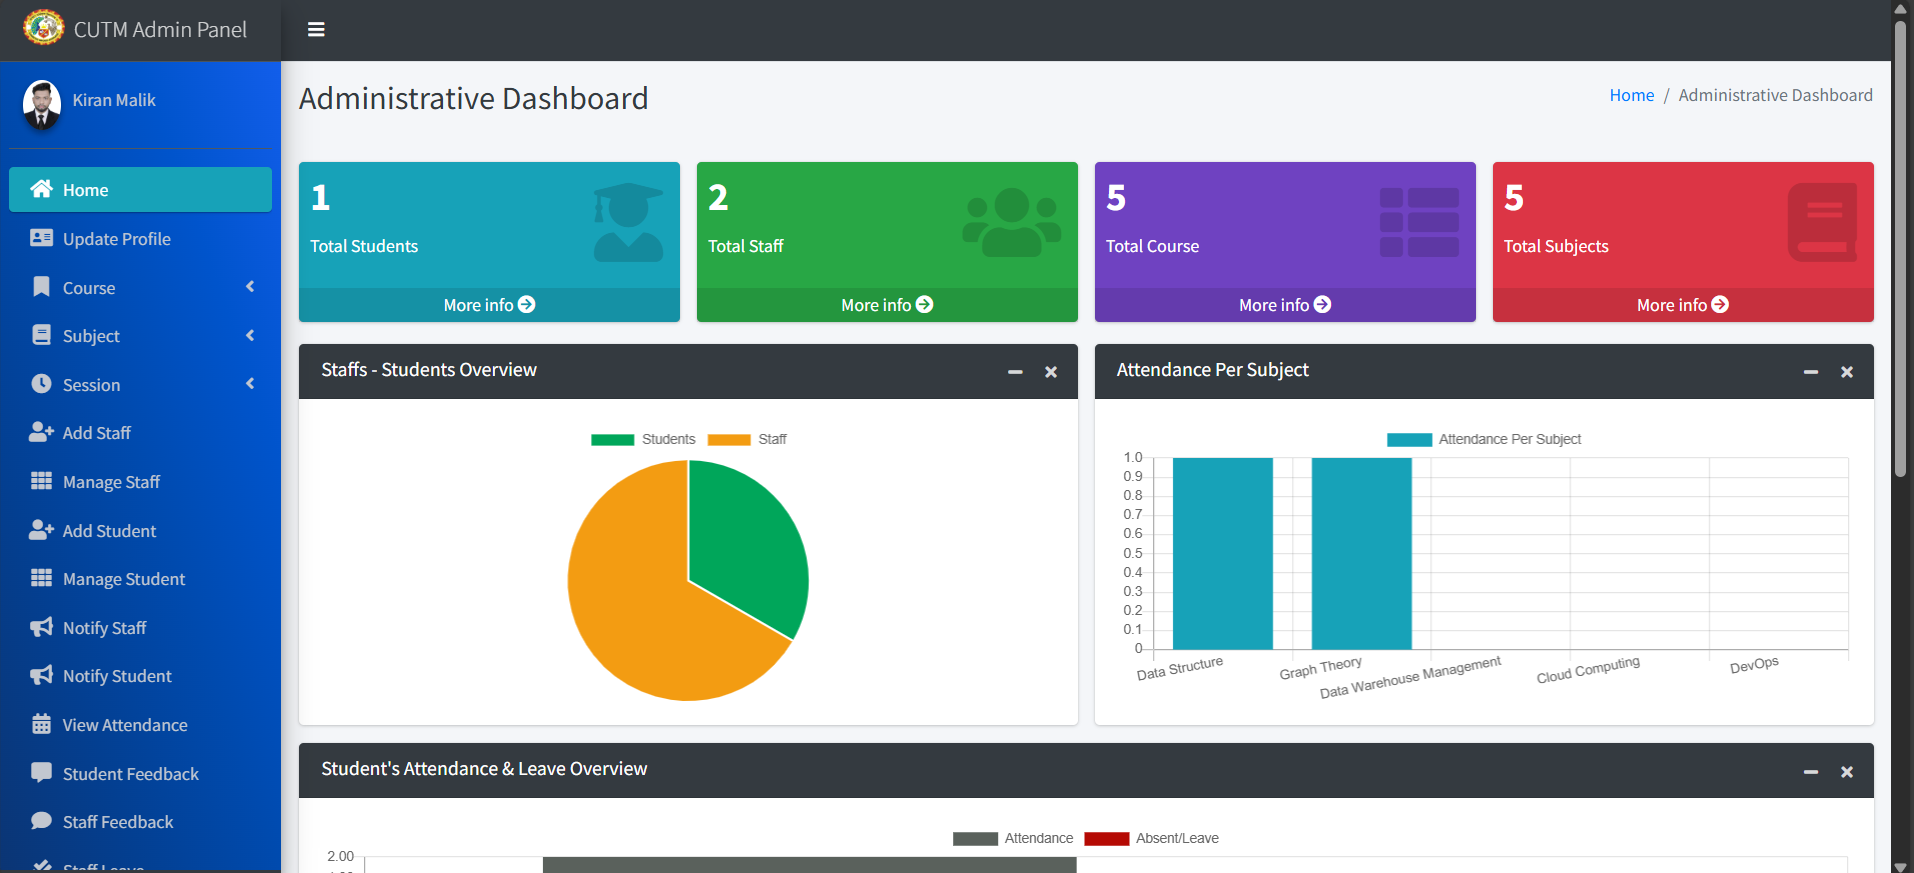 CUTM Admin Panel
Kiran Malik
Home
Update Profile
Course
Subject
Session
Add Staff
Manage Staff
Add Student
Manage Student
Notify Staff
Notify Student
View Attendance
Student Feedback
Staff Feedback
Staff Leave
Administrative Dashboard
Home / Administrative Dashboard
1
Total Students
More info
2
Total Staff
More info
5
Total Course
More info
5
Total Subjects
More info
Staffs - Students Overview
Students Staff
Attendance Per Subject
Attendance Per Subject
1.0
0.9
0.8
0.7
0.6
0.5
0.4
0.3
0.2
0.1
0
Data Structure
Graph Theory
Data Warehouse Management
Cloud Computing
DevOps
Student's Attendance & Leave Overview
Attendance Absent/Leave
2.00